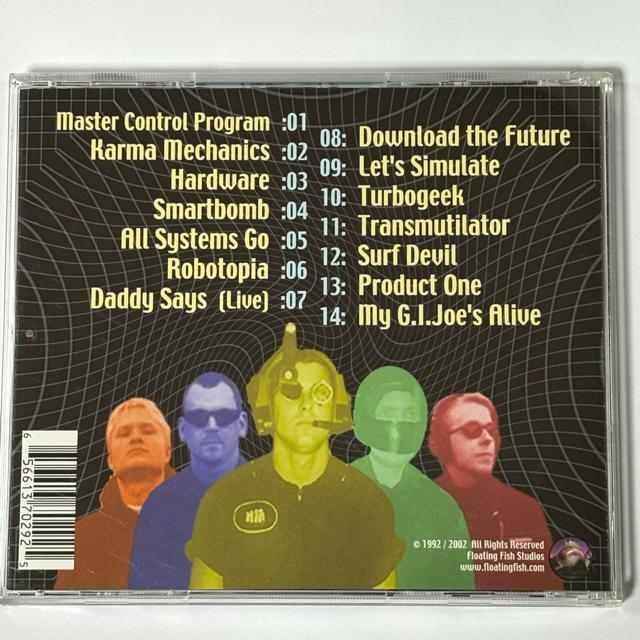 Master Control Program :01
Karma Mechanics :02
Hardware :03
Smartbomb :04
All Systems Go :05
Robotopia :06
Daddy Says (Live) :07
08: Download the Future
09: Let's Simulate
10: Turbogeek
11: Transmutilator
12: Surf Devil
13: Product One
14: My G.I.Joe's Alive
6 56613 70292 5
© 1992 / 2002 All Rights Reserved
Floating Fish Studios
www.floatingfish.com